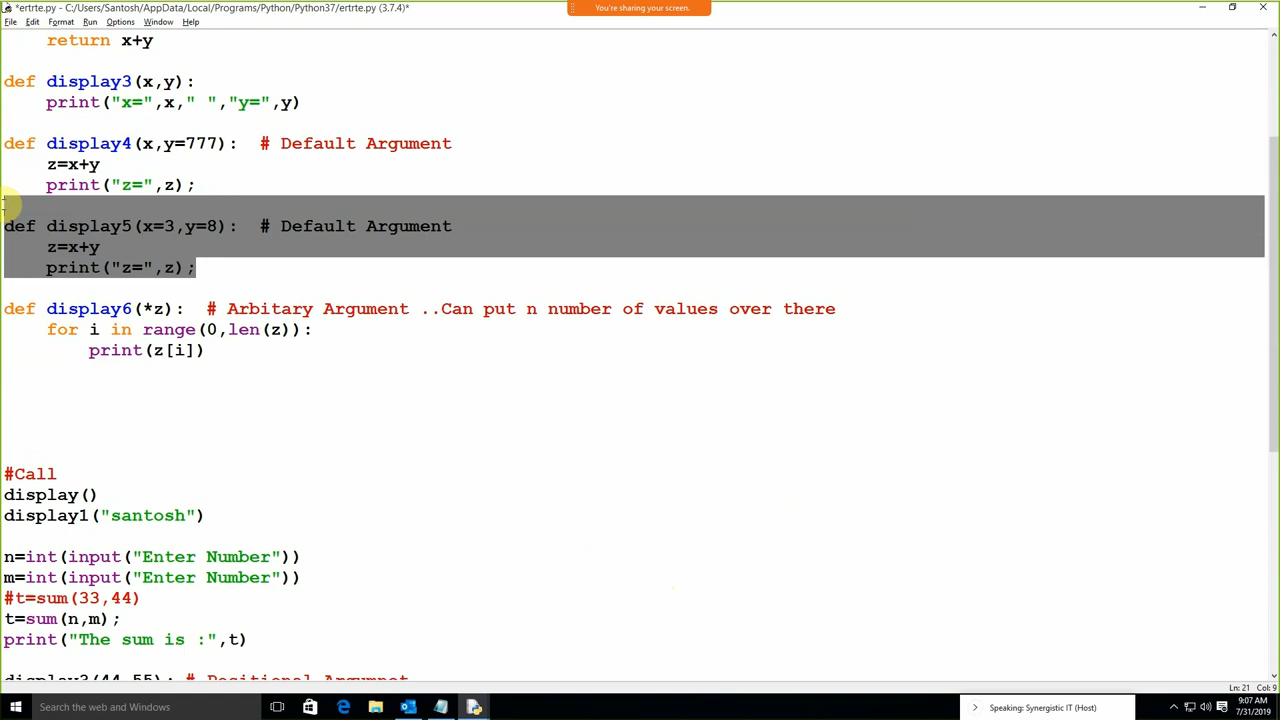 *ertrte.py - C:/Users/Santosh/AppData/Local/Programs/Python/Python37/ertrte.py (3.7.4)*
You're sharing your screen.
File Edit Format Run Options Window Help
return x+y
def display3(x,y):
print("x=",x," ","y=",y)
def display4(x,y=777): # Default Argument
z=x+y
print("z=",z);
def display5(x=3,y=8): # Default Argument
z=x+y
print("z=",z);
def display6(*z): # Arbitary Argument ..Can put n number of values over there
for i in range(0,len(z)):
print(z[i])
#Call
display()
display1("santosh")
n=int(input("Enter Number"))
m=int(input("Enter Number"))
#t=sum(33,44)
t=sum(n,m);
print("The sum is :",t)
display3(44,55): # Positional Argumnet
Ln: 21 Col: 9
Search the web and Windows
Speaking: Synergistic IT (Host)
9:07 AM
7/31/2019